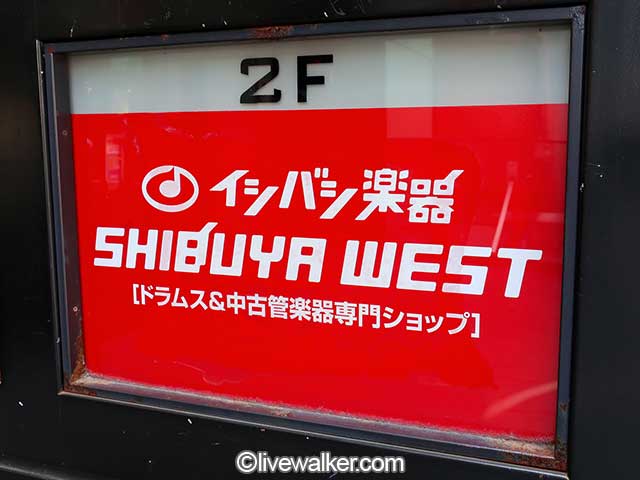 2F
イシバシ楽器
SHIBUYA WEST
[ドラムス&中古管楽器専門ショップ]
©livewalker.com